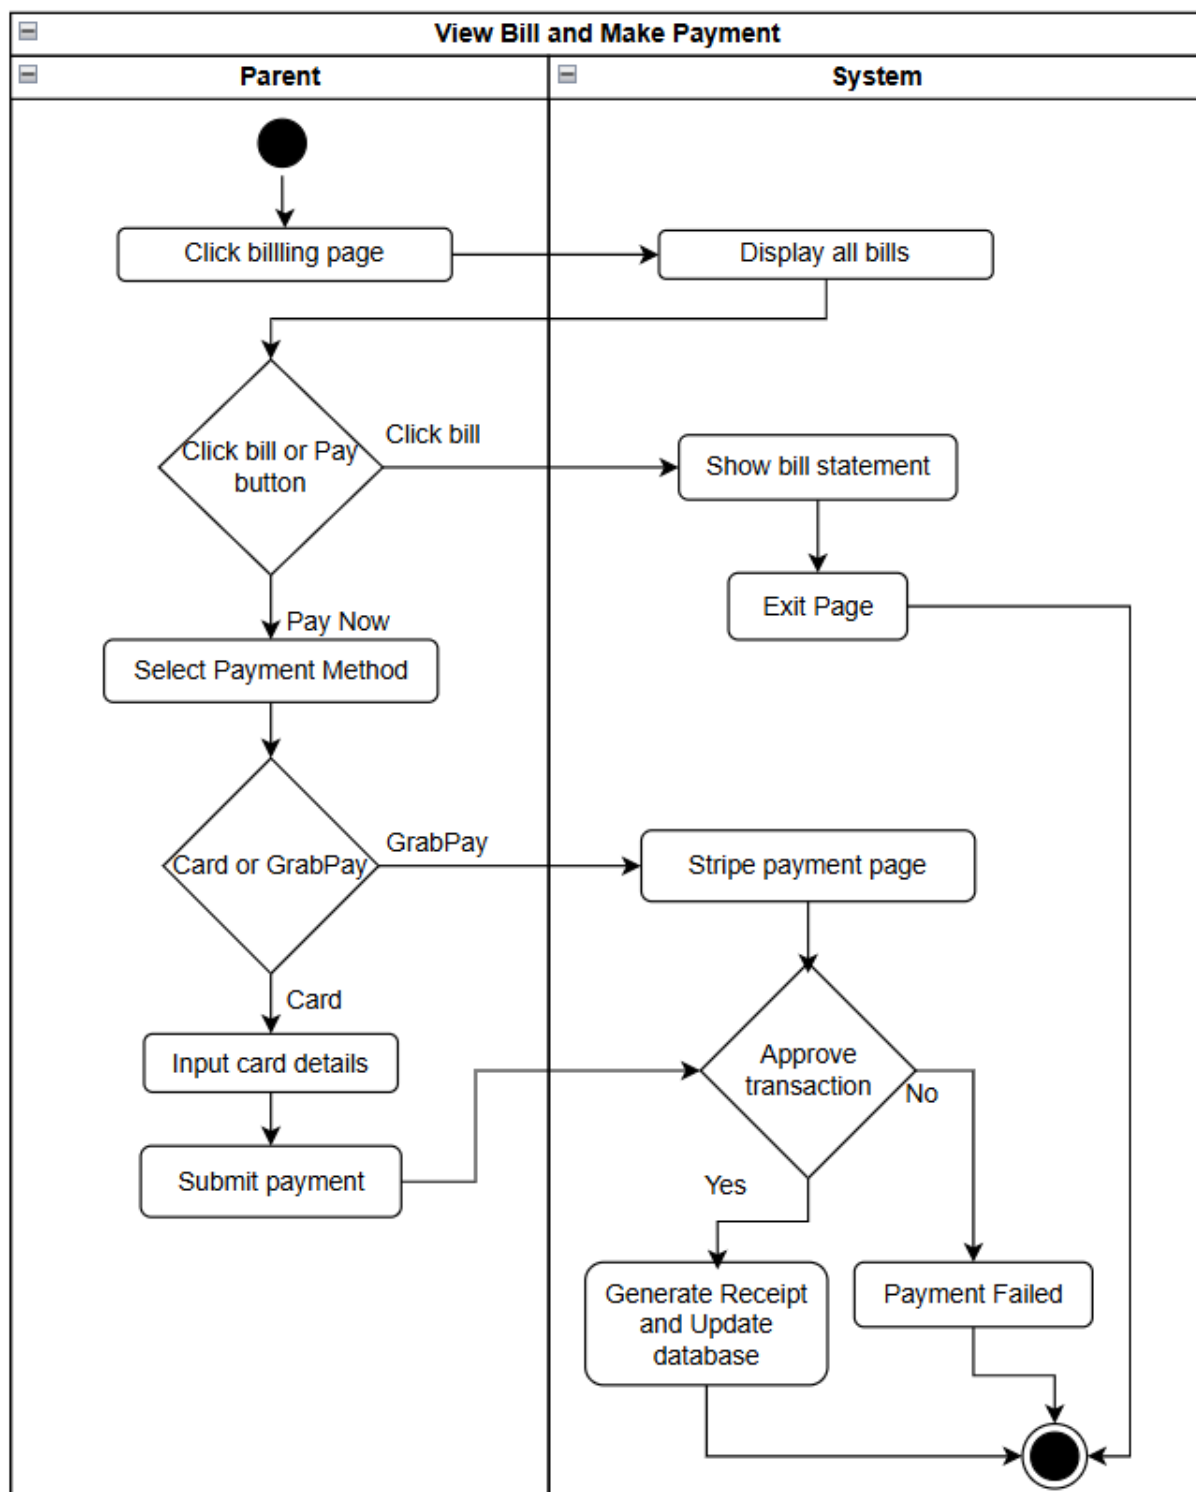 View Bill and Make Payment
Parent
System
Click billling page
Display all bills
Click bill or Pay
button
Click bill
Show bill statement
Exit Page
Pay Now
Select Payment Method
Card or GrabPay
GrabPay
Stripe payment page
Card
Input card details
Approve
transaction
No
Submit payment
Yes
Generate Receipt
and Update
database
Payment Failed